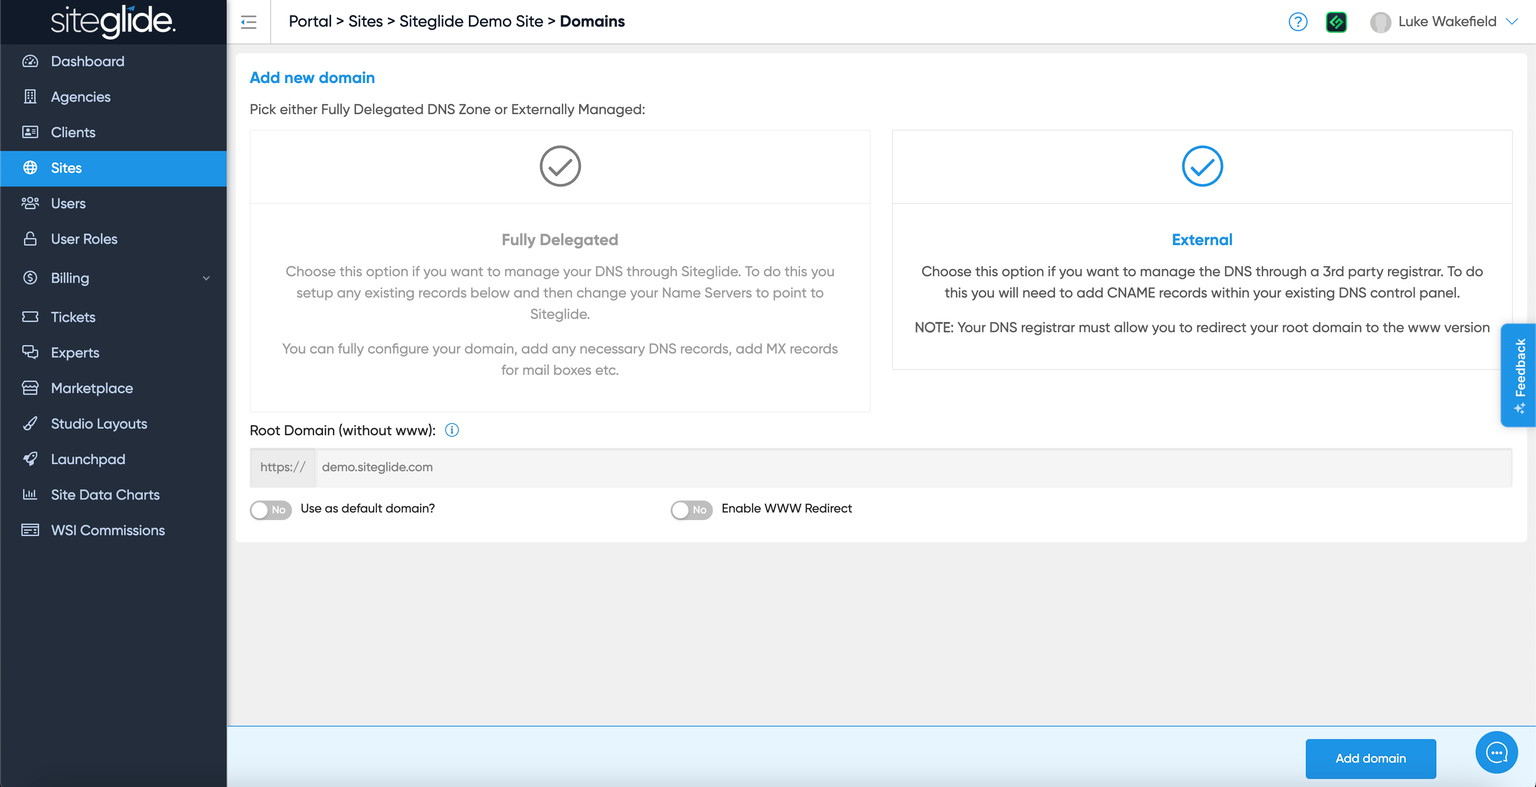 siteglide.
Portal > Sites > Siteglide Demo Site > Domains
Luke Wakefield
Dashboard
Agencies
Clients
Sites
Users
User Roles
Billing
Tickets
Experts
Marketplace
Studio Layouts
Launchpad
Site Data Charts
WSI Commissions
Add new domain
Pick either Fully Delegated DNS Zone or Externally Managed:
Fully Delegated
Choose this option if you want to manage your DNS through Siteglide. To do this you
setup any existing records below and then change your Name Servers to point to
Siteglide.
You can fully configure your domain, add any necessary DNS records, add MX records
for mail boxes etc.
External
Choose this option if you want to manage the DNS through a 3rd party registrar. To do
this you will need to add CNAME records within your existing DNS control panel.
NOTE: Your DNS registrar must allow you to redirect your root domain to the www version
Feedback
Root Domain (without www):
https:// demo.siteglide.com
No Use as default domain?
No Enable WWW Redirect
Add domain